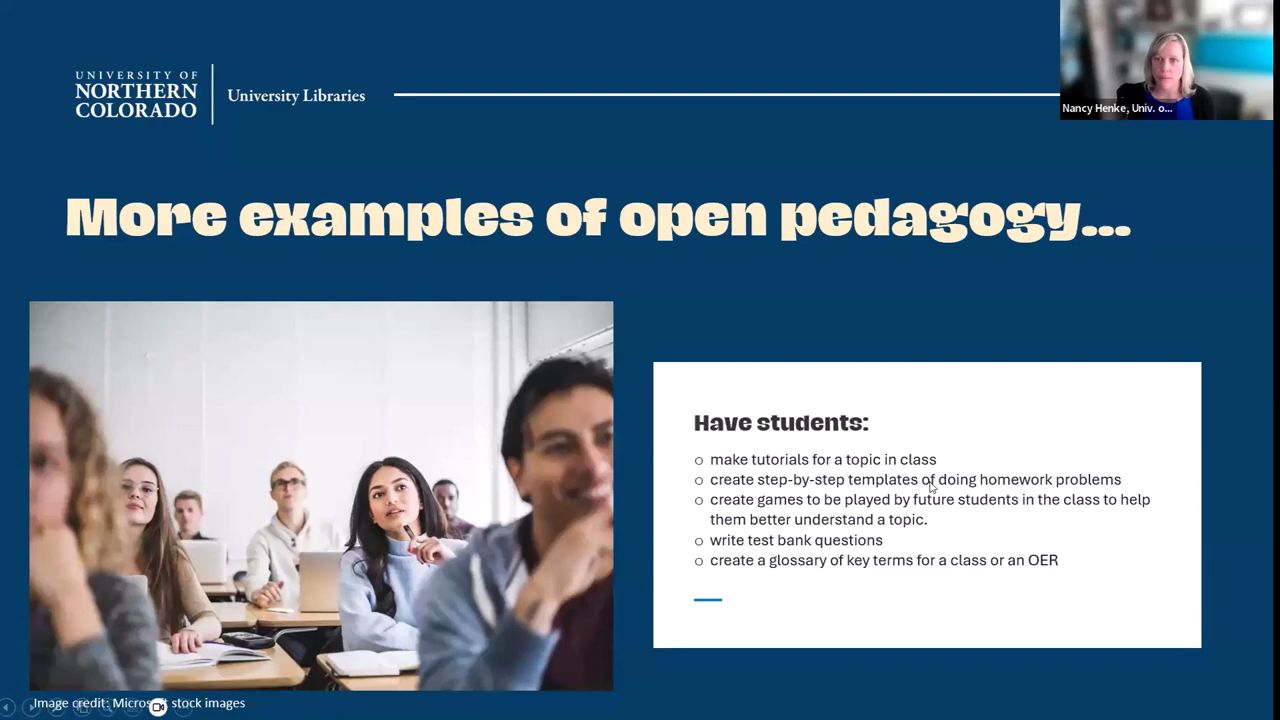 UNIVERSITY OF
NORTHERN
COLORADO
University Libraries
Nancy Henke, Univ. o...
More examples of open pedagogy...
Have students:
o make tutorials for a topic in class
o create step-by-step templates of doing homework problems
o create games to be played by future students in the class to help
them better understand a topic.
o write test bank questions
o create a glossary of key terms for a class or an OER
Image credit: Microsoft stock images